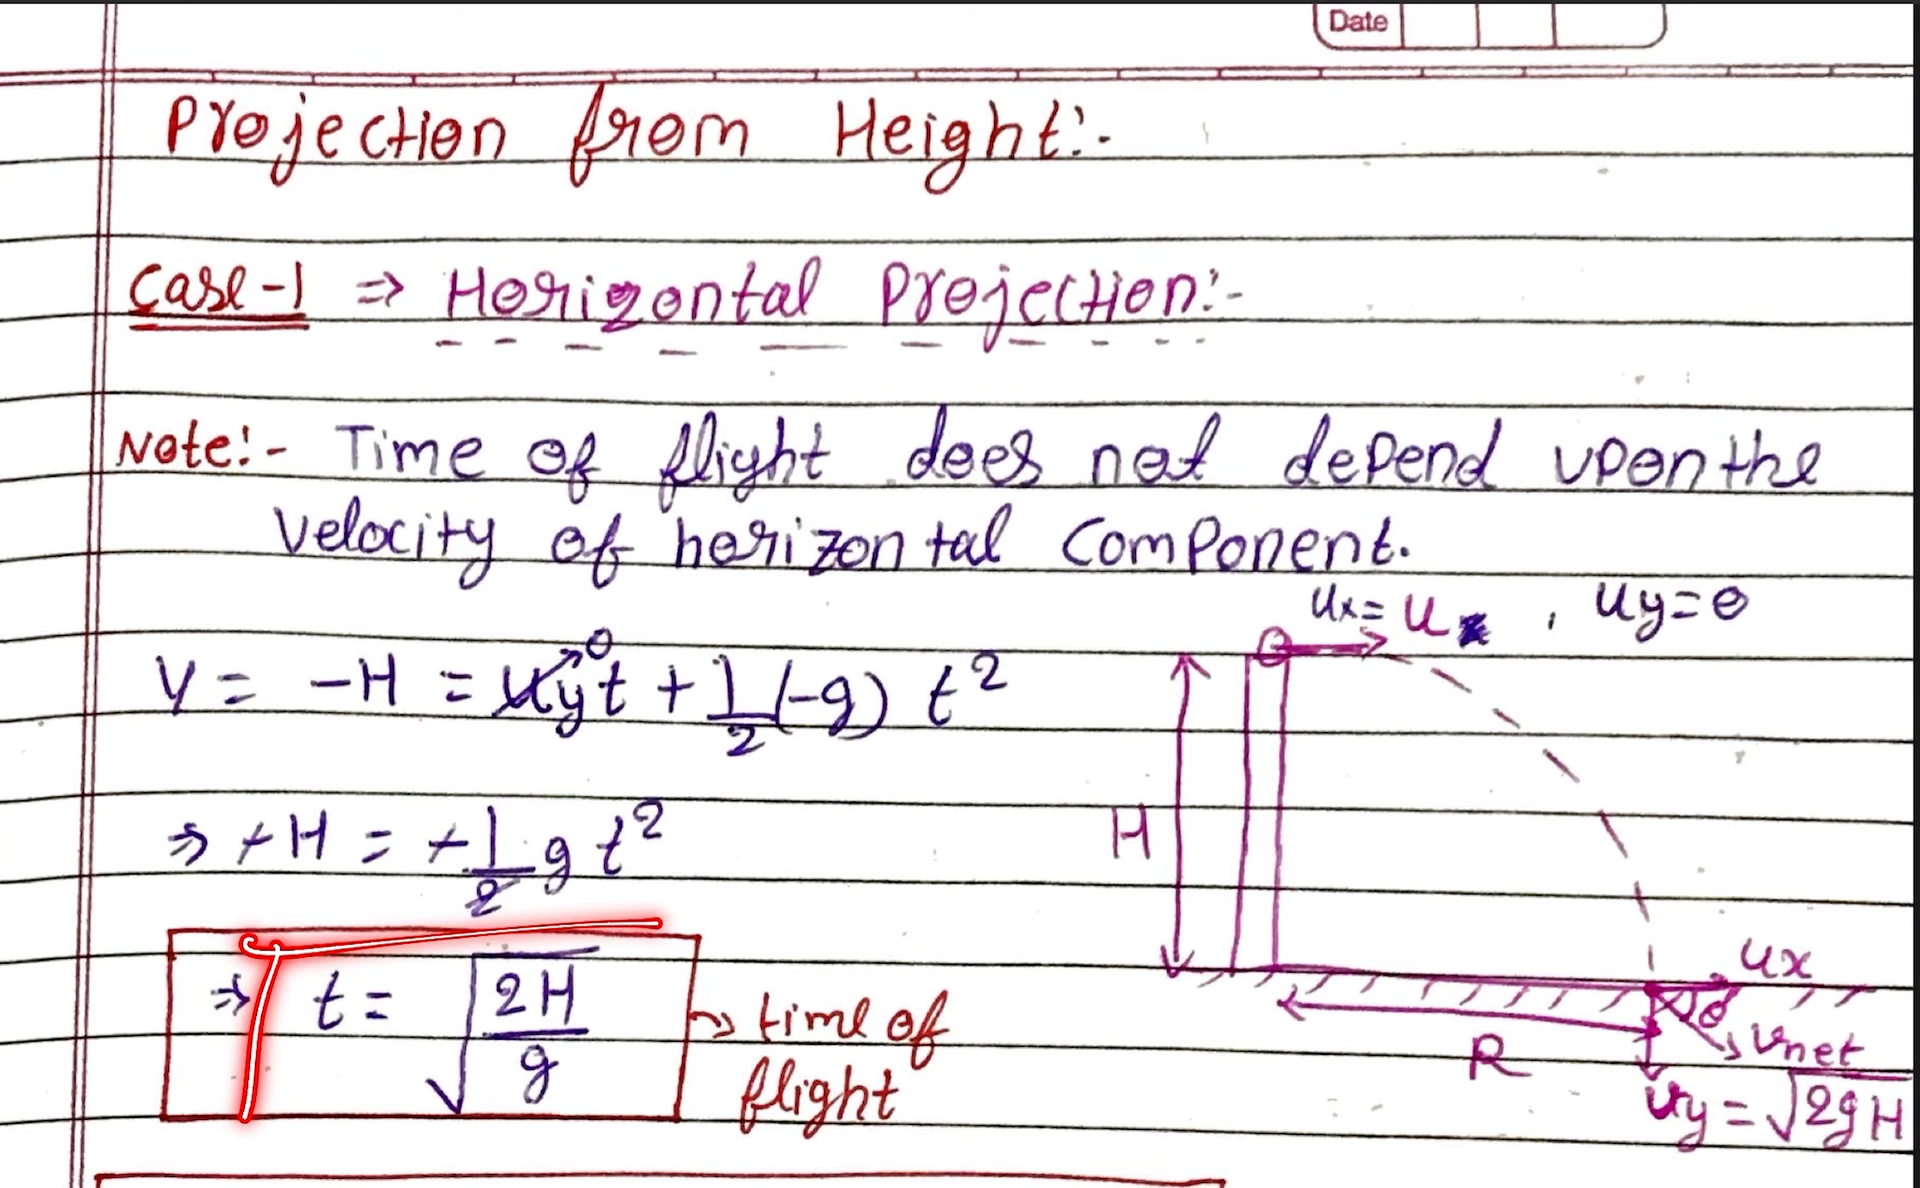 Date
Projection from Height:-
Case-1 ⇒ Horizontal Projection:-
Note:- Time of flight does not depend upon the
velocity of horizontal component.
ux = u , uy = 0
Y = -H = uyt + 1/2 (-g) t²
0
⇒ +H = +1/2 g t²
H
⇒ t = √(2H/g) → time of
flight
ux
θ
vnet
R
vy = √2gH